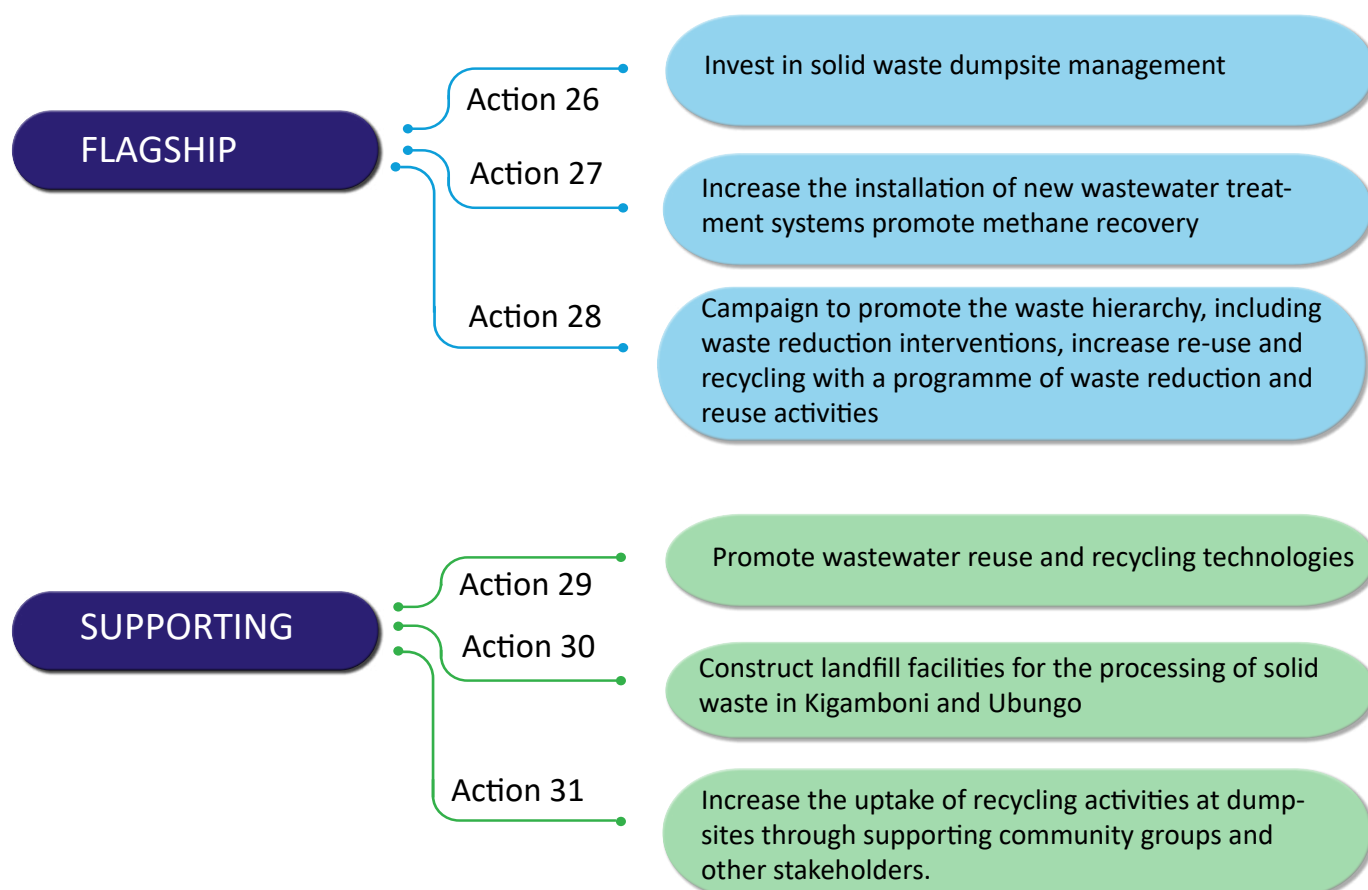 FLAGSHIP
Action 26
Invest in solid waste dumpsite management
Action 27
Increase the installation of new wastewater treat-
ment systems promote methane recovery
Action 28
Campaign to promote the waste hierarchy, including
waste reduction interventions, increase re-use and
recycling with a programme of waste reduction and
reuse activities
SUPPORTING
Action 29
Promote wastewater reuse and recycling technologies
Action 30
Construct landfill facilities for the processing of solid
waste in Kigamboni and Ubungo
Action 31
Increase the uptake of recycling activities at dump-
sites through supporting community groups and
other stakeholders.